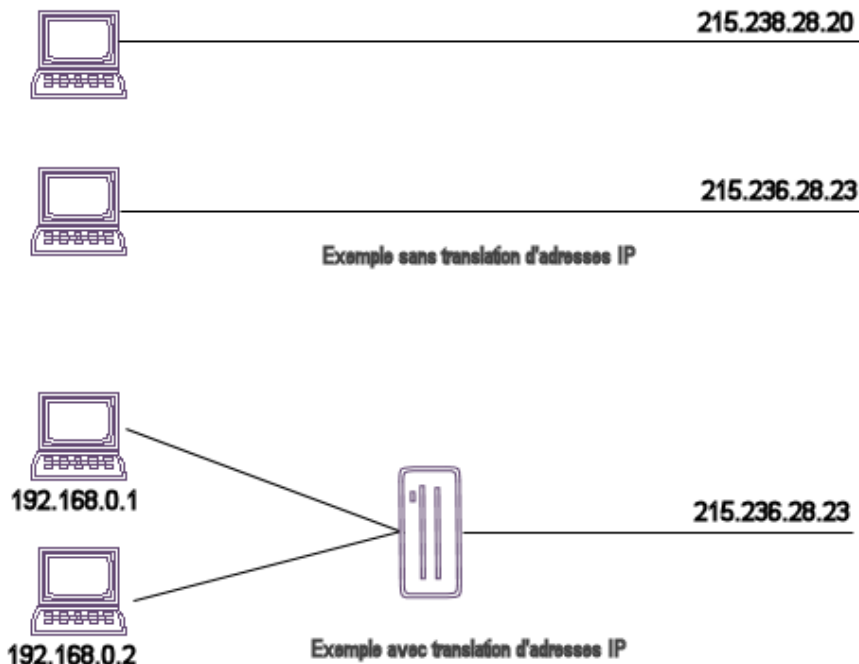 215.238.28.20
215.236.28.23
Exemple sans translation d'adresses IP
192.168.0.1
215.236.28.23
192.168.0.2
Exemple avec translation d'adresses IP